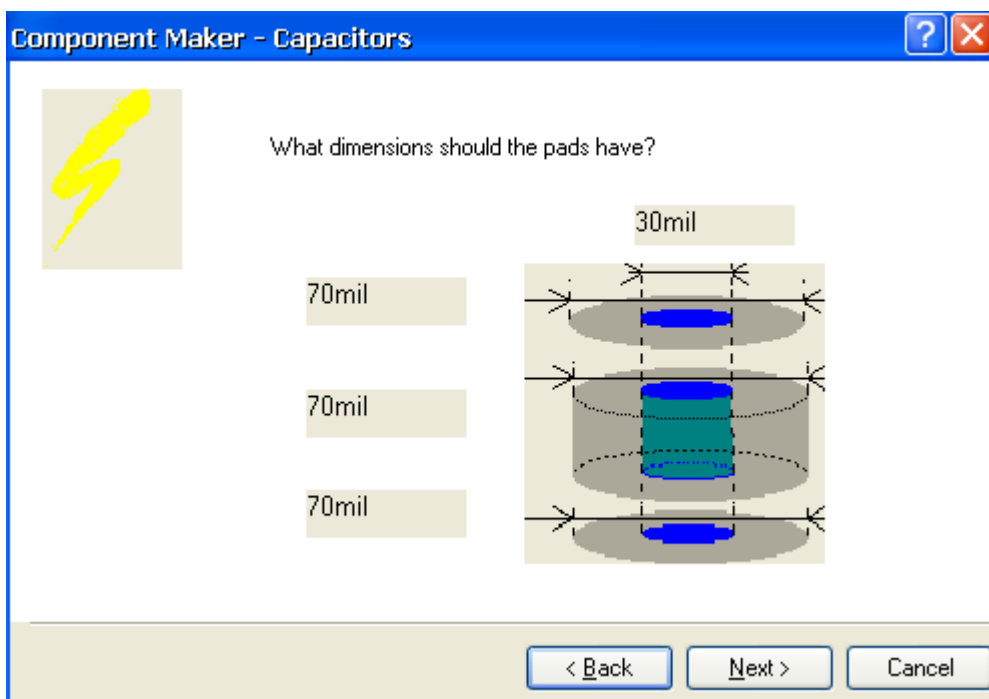 Component Maker - Capacitors
What dimensions should the pads have?
30mil
70mil
70mil
70mil
< Back
Next >
Cancel